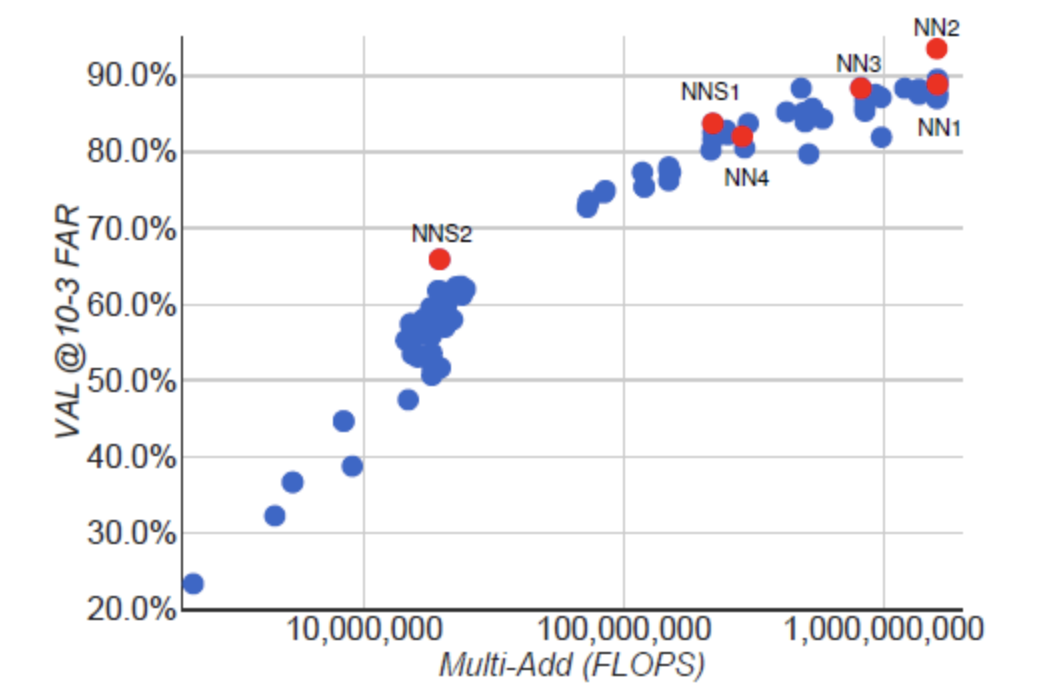 NN2
90.0%
NN3
NNS1
NN1
80.0%
NN4
70.0%
NNS2
VAL @10-3 FAR
60.0%
50.0%
40.0%
30.0%
20.0%
10,000,000 100,000,000 1,000,000,000
Multi-Add (FLOPS)